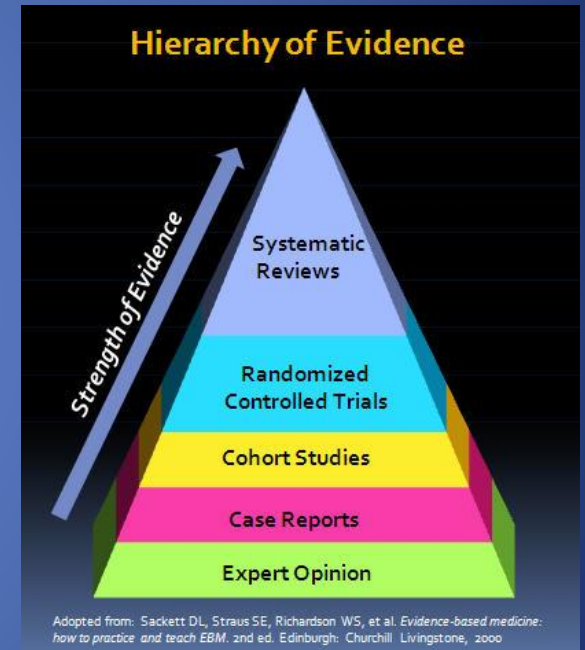 Hierarchy of Evidence
Strength of Evidence
Systematic
Reviews
Randomized
Controlled Trials
Cohort Studies
Case Reports
Expert Opinion
Adopted from: Sackett DL, Straus SE, Richardson WS, et al. Evidence-based medicine:
how to practice and teach EBM. 2nd ed. Edinburgh: Churchill Livingstone, 2000